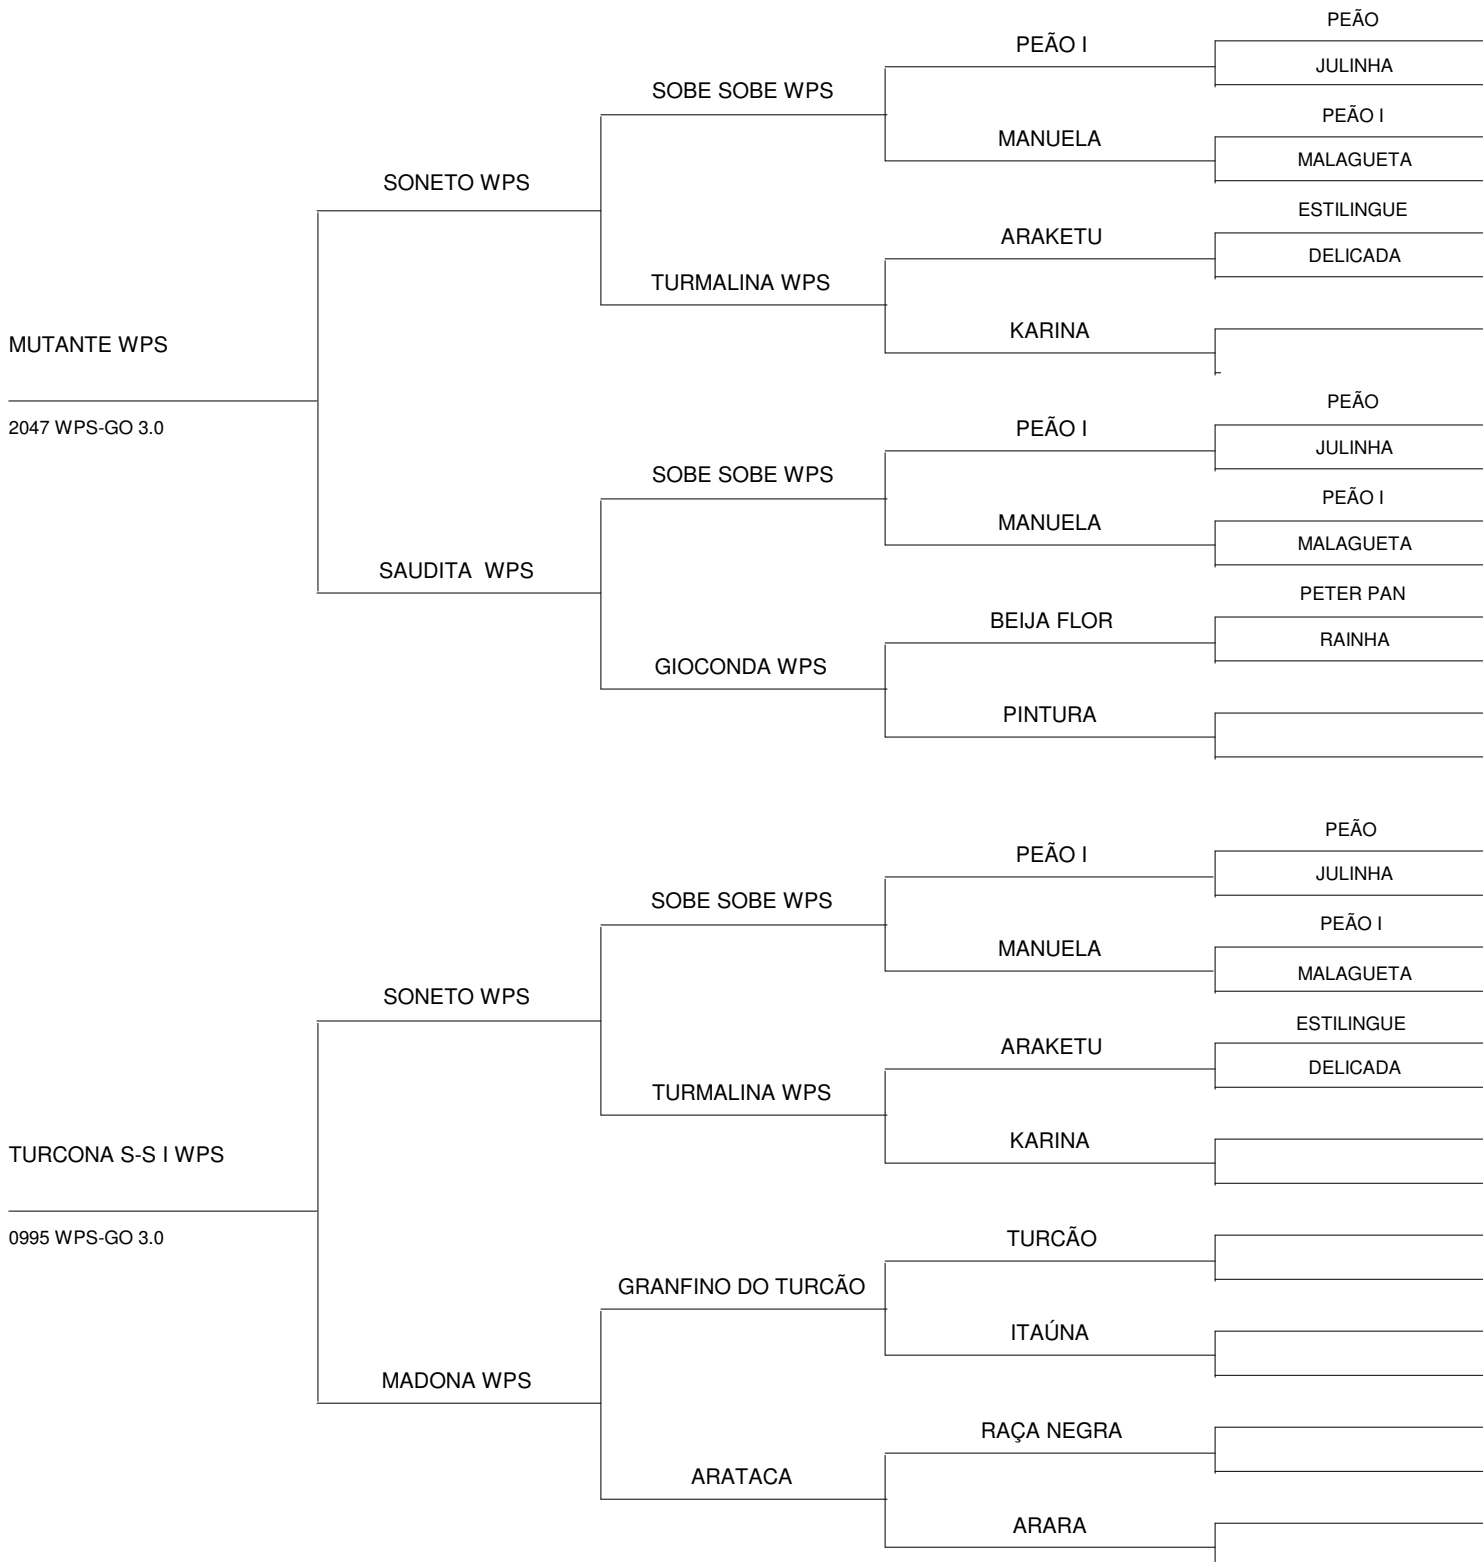 PEÃO
PEÃO I
JULINHA
SOBE SOBE WPS
PEÃO I
MANUELA
MALAGUETA
SONETO WPS
ESTILINGUE
ARAKETU
DELICADA
TURMALINA WPS
KARINA
MUTANTE WPS
PEÃO
2047 WPS-GO 3.0
PEÃO I
JULINHA
SOBE SOBE WPS
PEÃO I
MANUELA
MALAGUETA
SAUDITA  WPS
PETER PAN
BEIJA FLOR
RAINHA
GIOCONDA WPS
PINTURA
PEÃO
PEÃO I
JULINHA
SOBE SOBE WPS
PEÃO I
MANUELA
MALAGUETA
SONETO WPS
ESTILINGUE
ARAKETU
DELICADA
TURMALINA WPS
KARINA
TURCONA S-S I WPS
0995 WPS-GO 3.0
TURCÃO
GRANFINO DO TURCÃO
ITAÚNA
MADONA WPS
RAÇA NEGRA
ARATACA
ARARA